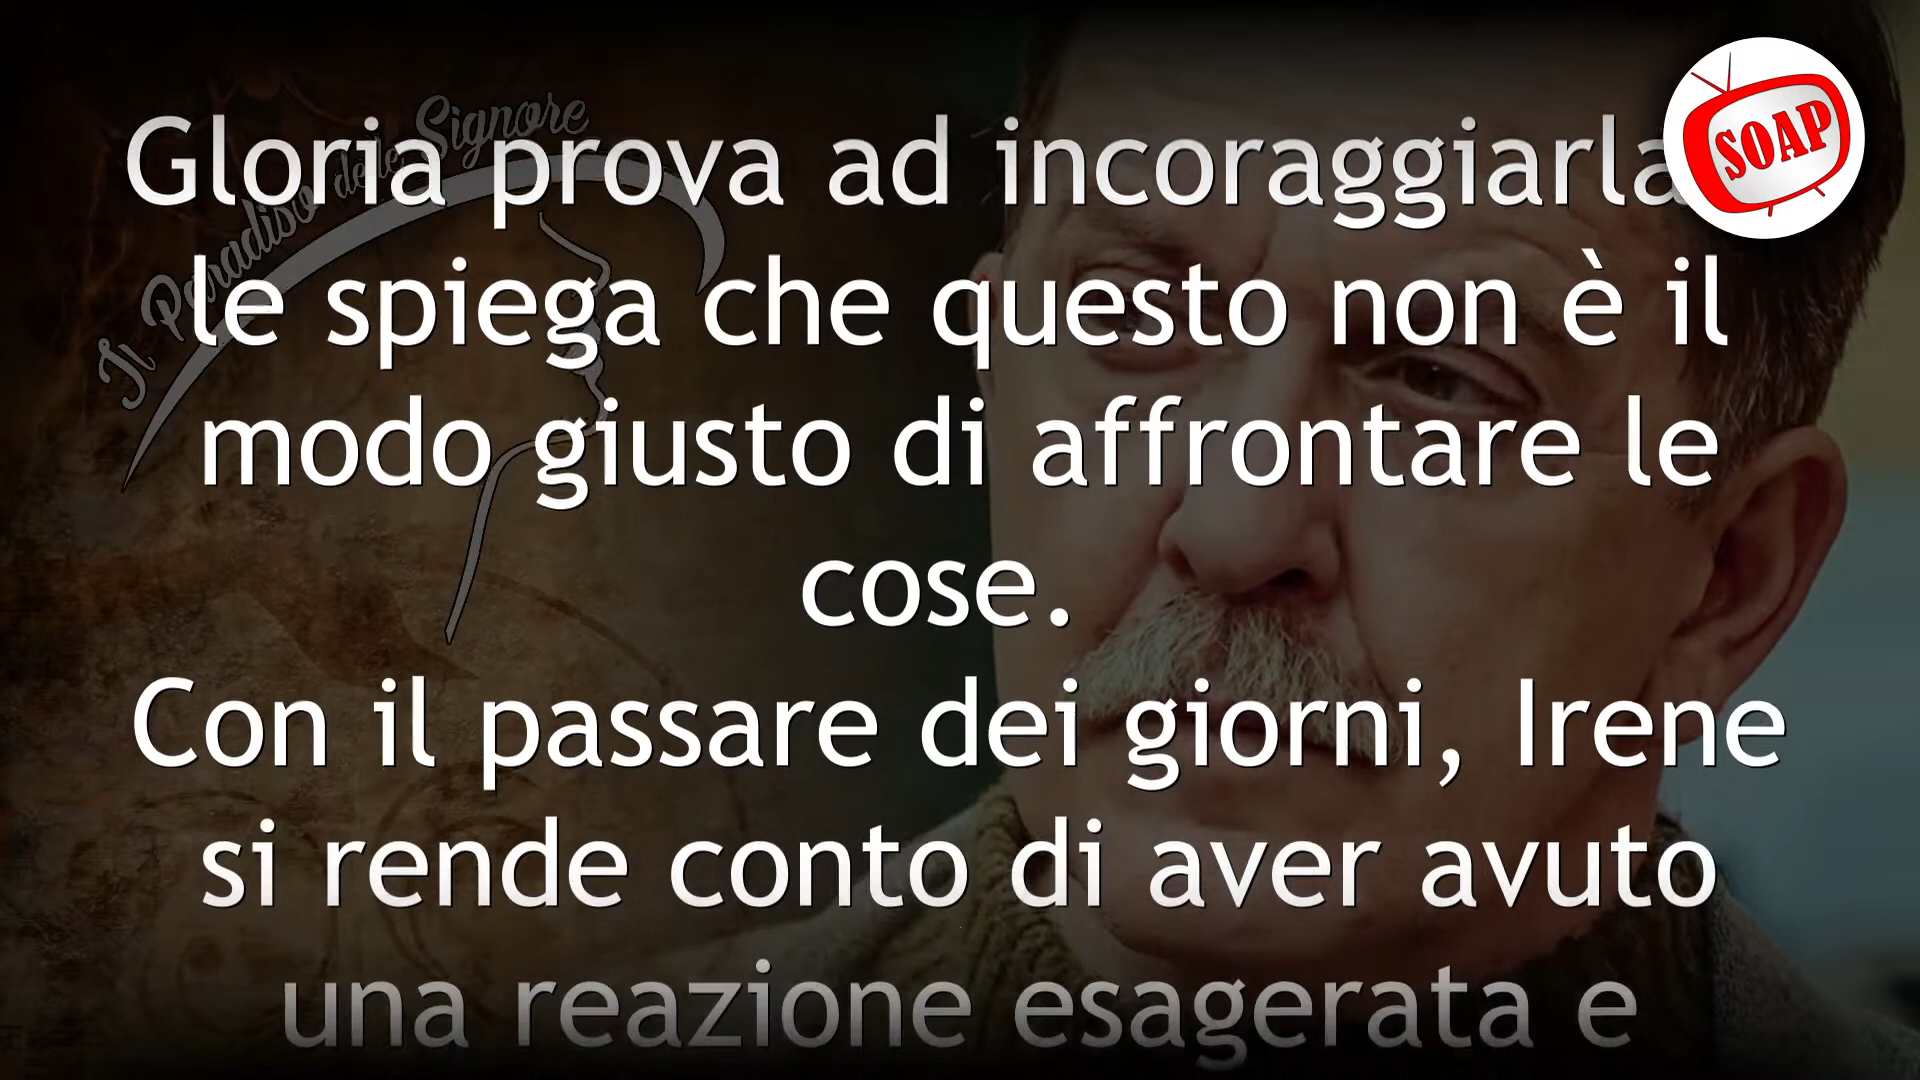 Il Paradiso delle Signore
SOAP
Gloria prova ad incoraggiarla
le spiega che questo non è il
modo giusto di affrontare le
cose.
Con il passare dei giorni, Irene
si rende conto di aver avuto
una reazione esagerata e